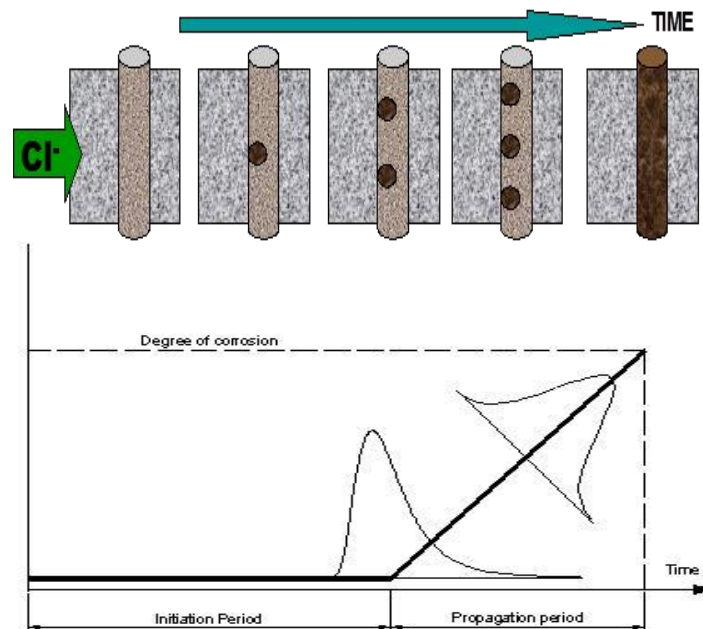 TIME
Cl-
Degree of corrosion
Time
Initiation Period
Propagation period